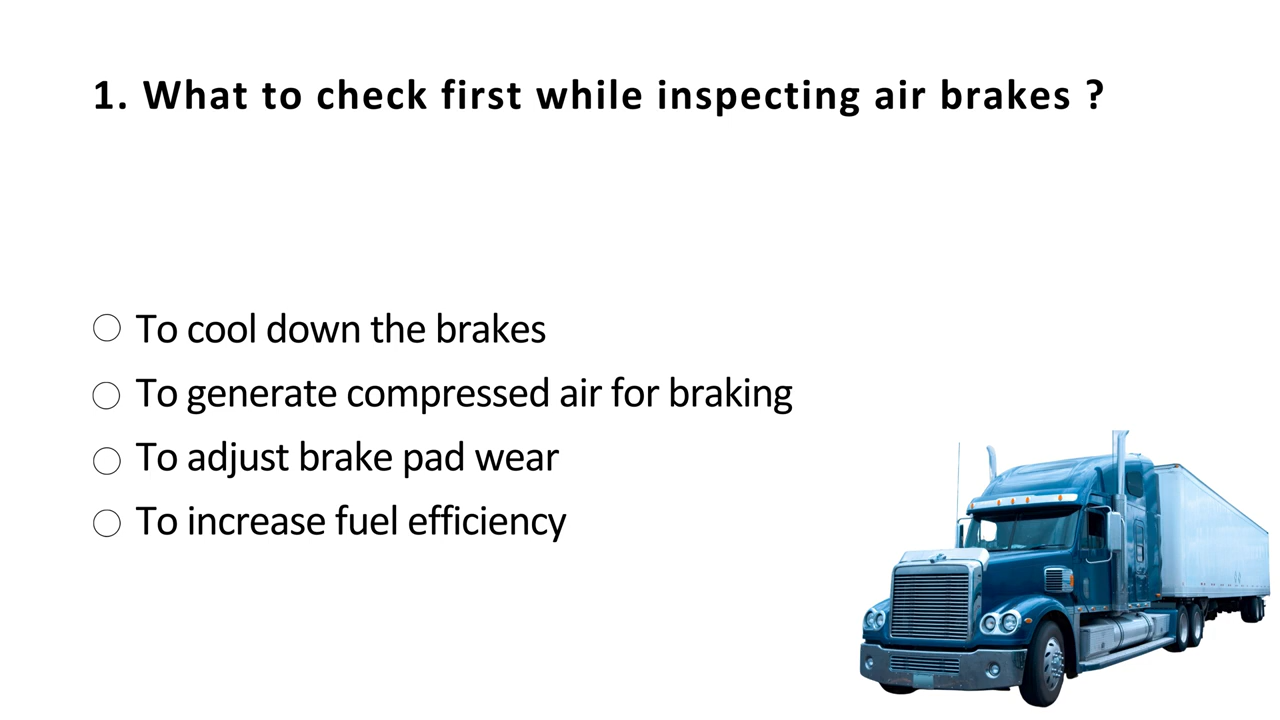 1. What to check first while inspecting air brakes ?
To cool down the brakes
To generate compressed air for braking
To adjust brake pad wear
To increase fuel efficiency